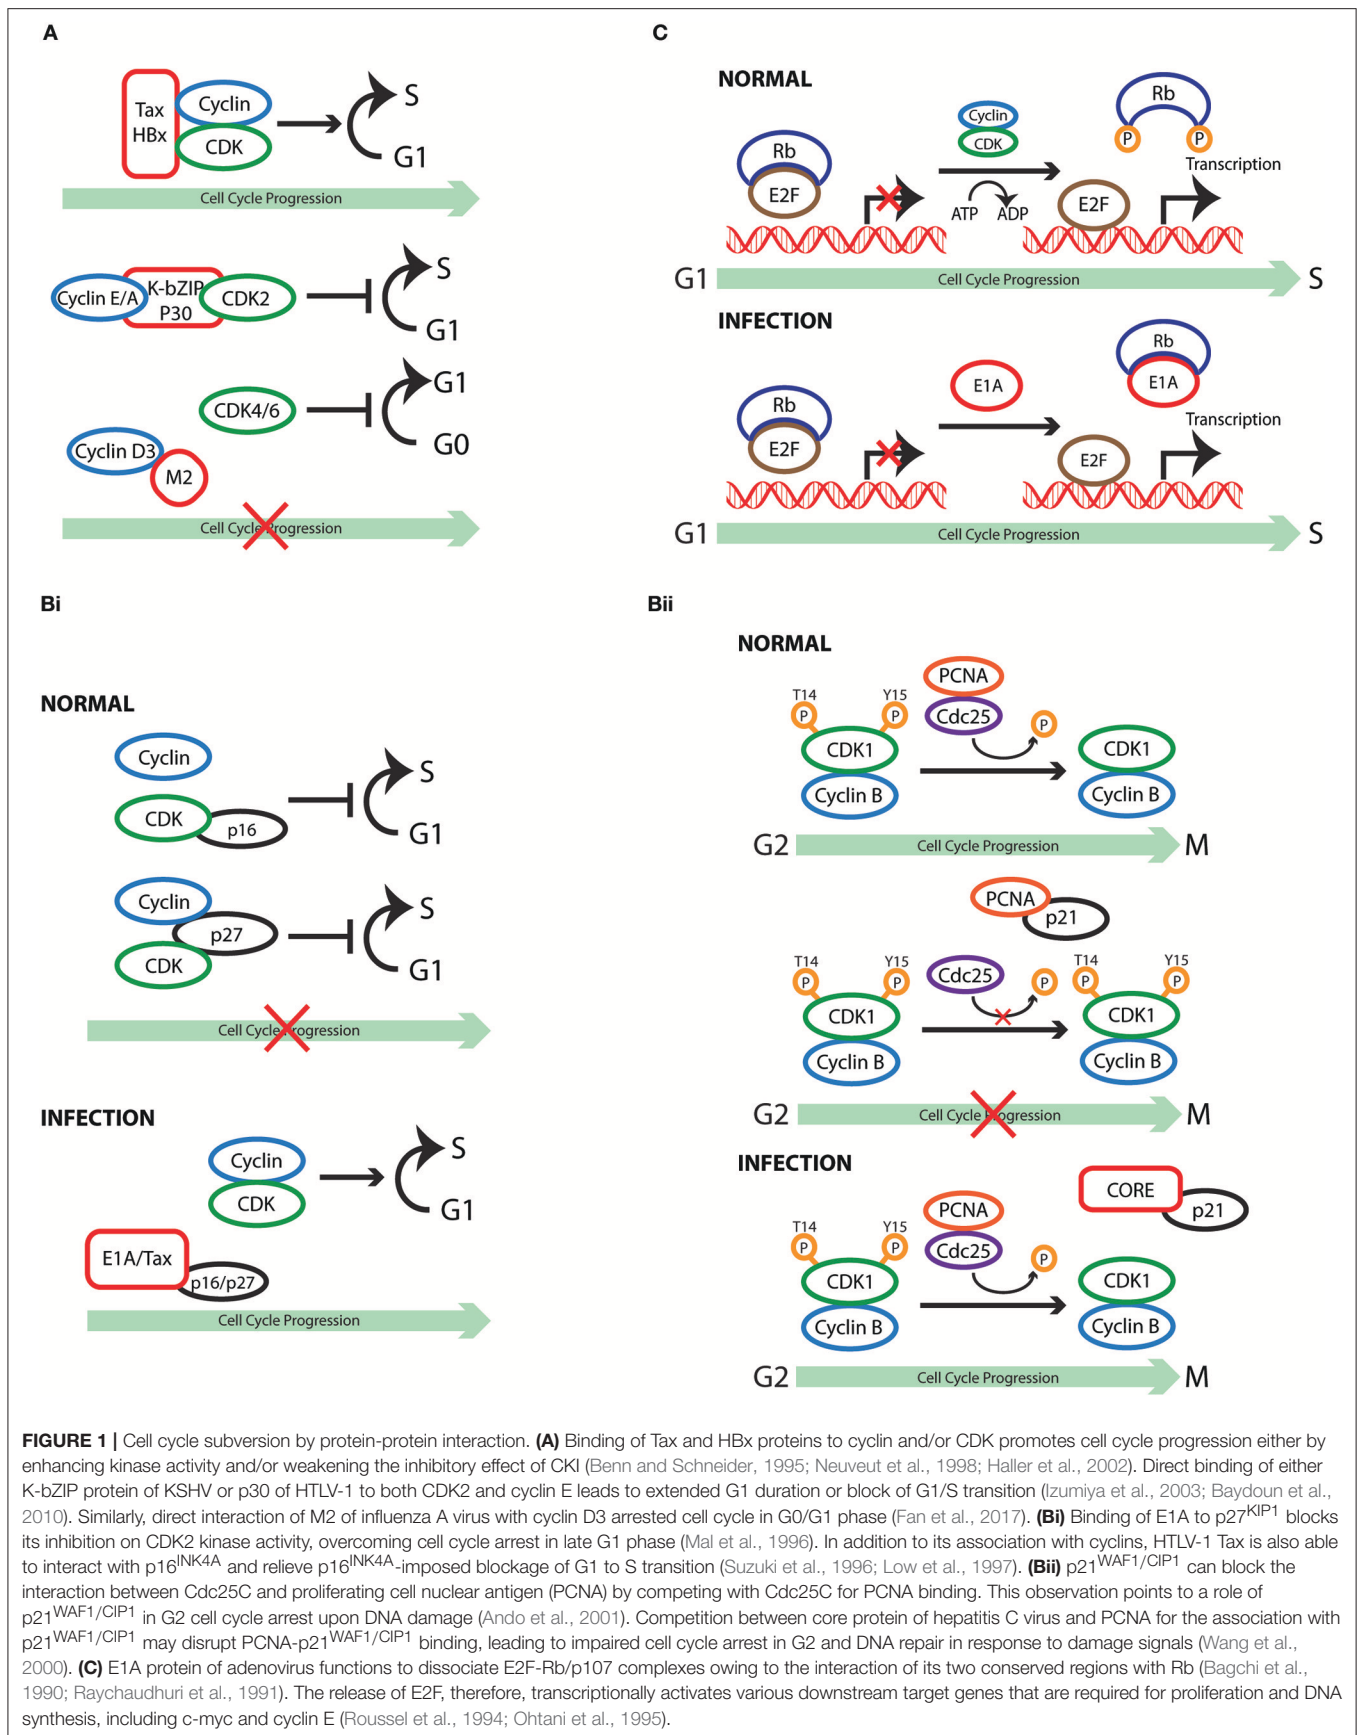 A
Tax
HBx
Cyclin
CDK
S
G1
Cell Cycle Progression
Cyclin E/A
K-bZIP
P30
CDK2
S
G1
CDK4/6
G1
G0
Cyclin D3
M2
Cell Cycle Progression
C
NORMAL
Rb
E2F
Cyclin
CDK
ATP
ADP
Rb
P
P
Transcription
E2F
G1
Cell Cycle Progression
S
INFECTION
Rb
E2F
E1A
Rb
E1A
Transcription
E2F
G1
Cell Cycle Progression
S
Bi
NORMAL
Cyclin
CDK
p16
S
G1
Cyclin
p27
CDK
S
G1
Cell Cycle Progression
INFECTION
Cyclin
CDK
S
G1
E1A/Tax
p16/p27
Cell Cycle Progression
Bii
NORMAL
T14
P
Y15
P
CDK1
Cyclin B
PCNA
Cdc25
P
CDK1
Cyclin B
G2
Cell Cycle Progression
M
PCNA
p21
T14
P
Y15
P
CDK1
Cyclin B
Cdc25
P
T14
P
Y15
P
CDK1
Cyclin B
G2
Cell Cycle Progression
M
INFECTION
CORE
p21
T14
P
Y15
P
CDK1
Cyclin B
PCNA
Cdc25
P
CDK1
Cyclin B
G2
Cell Cycle Progression
M
FIGURE 1 | Cell cycle subversion by protein-protein interaction. (A) Binding of Tax and HBx proteins to cyclin and/or CDK promotes cell cycle progression either by
enhancing kinase activity and/or weakening the inhibitory effect of CKI (Benn and Schneider, 1995; Neuveut et al., 1998; Haller et al., 2002). Direct binding of either
K-bZIP protein of KSHV or p30 of HTLV-1 to both CDK2 and cyclin E leads to extended G1 duration or block of G1/S transition (Izumiya et al., 2003; Baydoun et al.,
2010). Similarly, direct interaction of M2 of influenza A virus with cyclin D3 arrested cell cycle in G0/G1 phase (Fan et al., 2017). (Bi) Binding of E1A to p27KIP1 blocks
its inhibition on CDK2 kinase activity, overcoming cell cycle arrest in late G1 phase (Mal et al., 1996). In addition to its association with cyclins, HTLV-1 Tax is also able
to interact with p16INK4A and relieve p16INK4A-imposed blockage of G1 to S transition (Suzuki et al., 1996; Low et al., 1997). (Bii) p21WAF1/CIP1 can block the
interaction between Cdc25C and proliferating cell nuclear antigen (PCNA) by competing with Cdc25C for PCNA binding. This observation points to a role of
p21WAF1/CIP1 in G2 cell cycle arrest upon DNA damage (Ando et al., 2001). Competition between core protein of hepatitis C virus and PCNA for the association with
p21WAF1/CIP1 may disrupt PCNA-p21WAF1/CIP1 binding, leading to impaired cell cycle arrest in G2 and DNA repair in response to damage signals (Wang et al.,
2000). (C) E1A protein of adenovirus functions to dissociate E2F-Rb/p107 complexes owing to the interaction of its two conserved regions with Rb (Bagchi et al.,
1990; Raychaudhuri et al., 1991). The release of E2F, therefore, transcriptionally activates various downstream target genes that are required for proliferation and DNA
synthesis, including c-myc and cyclin E (Roussel et al., 1994; Ohtani et al., 1995).